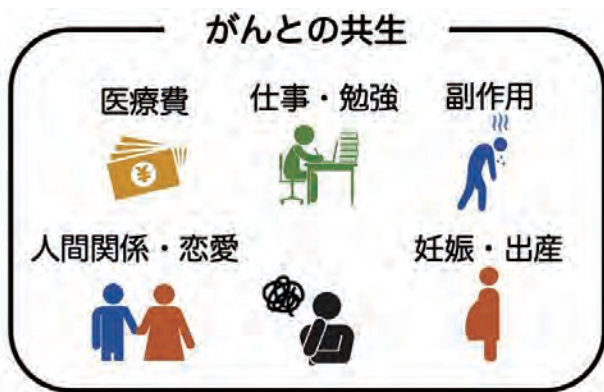 がんとの共生
医療費 仕事・勉強 副作用
¥
人間関係・恋愛 妊娠・出産